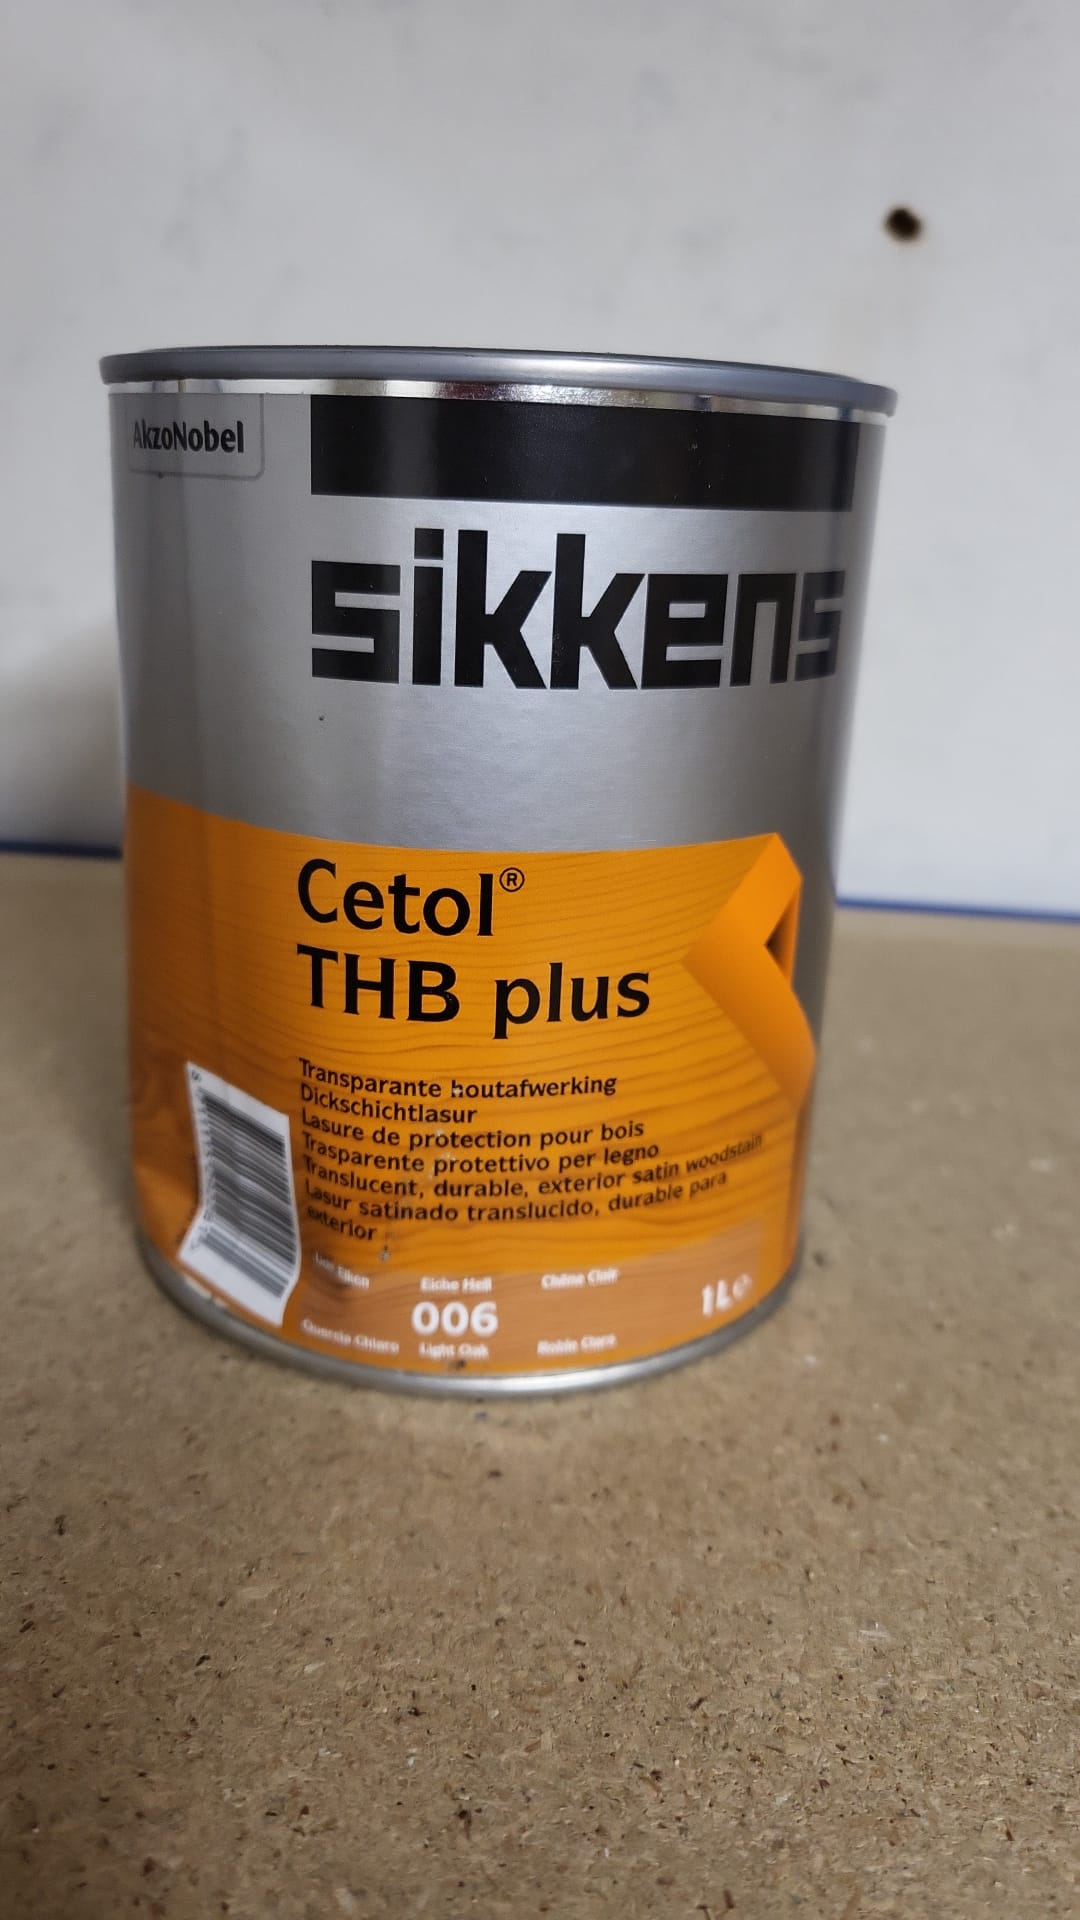 AkzoNobel
sikkens
Cetol®
THB plus
Transparante houtafwerking
Dickschichtlasur
Lasure de protection pour bois
Trasparente protettivo per legno
Translucent, durable, exterior satin woodstain
Lasur satinado translucido, durable para
exterior
Eiken Eiche Hell Chêne Clair
006 1L e
Quercia Chiaro Light Oak Roble Claro